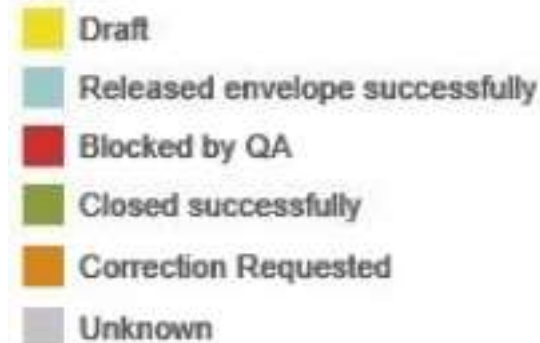 Draft
Released envelope successfully
Blocked by QA
Closed successfully
Correction Requested
Unknown